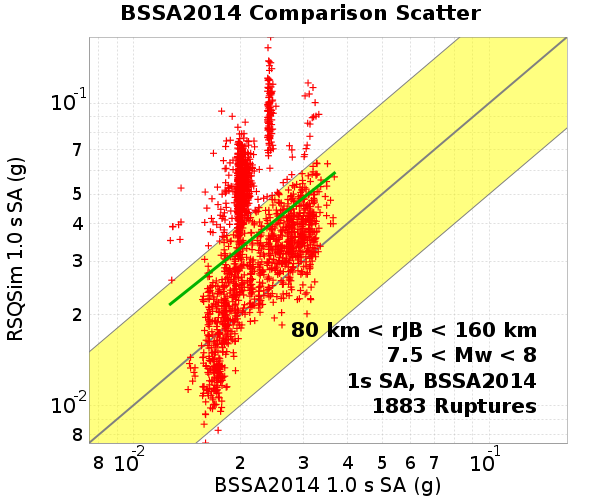 BSSA2014 Comparison Scatter
RSQSim 1.0 s SA (g)
10-1
7
5
4
3
2
10-2
8
80 km < rJB < 160 km
7.5 < Mw < 8
1s SA, BSSA2014
1883 Ruptures
8 10-2 2 3 4 5 6 7 10-1
BSSA2014 1.0 s SA (g)